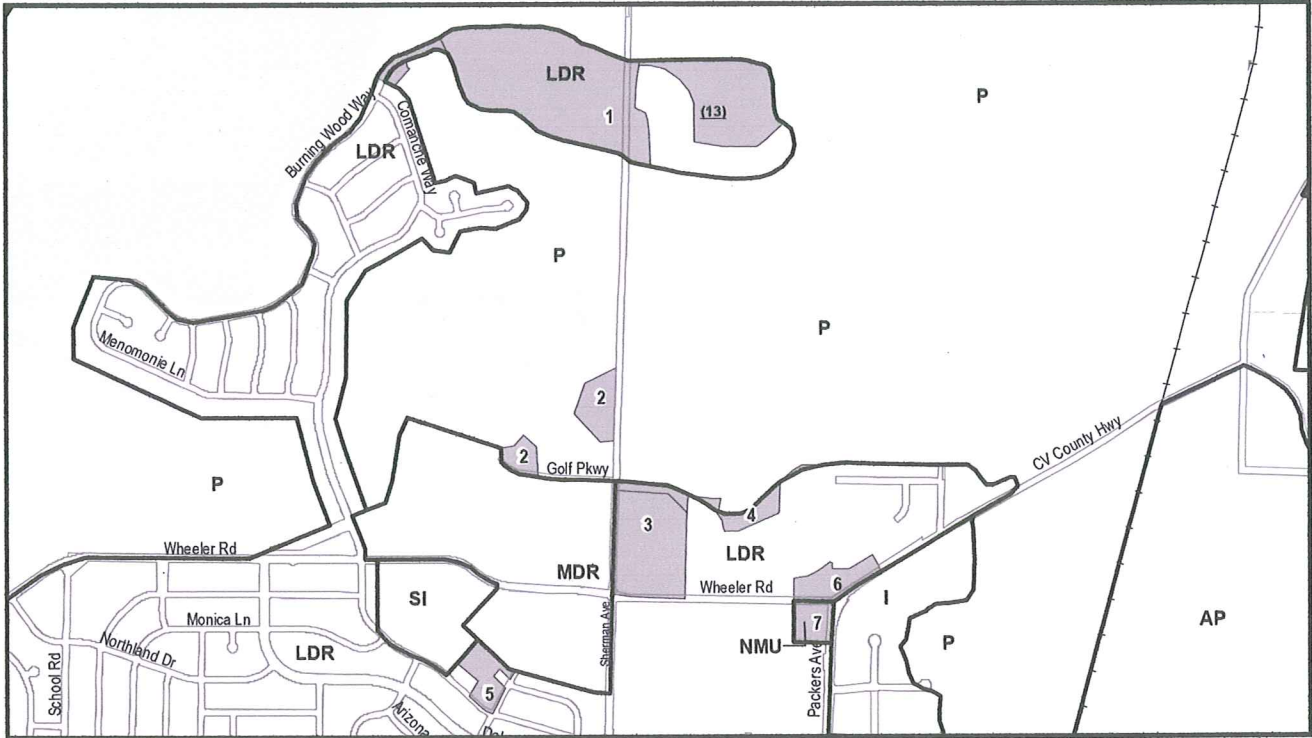 LDR
1
(13)
P
Burning Wood Way
Comanche Way
LDR
P
P
Menomonie Ln
2
2
Golf Pkwy
CV County Hwy
P
3
4
LDR
Wheeler Rd
MDR
Wheeler Rd
6
SI
I
AP
Monica Ln
7
NMU
P
Northland Dr
LDR
Sherman Ave
School Rd
5
Packers Ave
Arizona